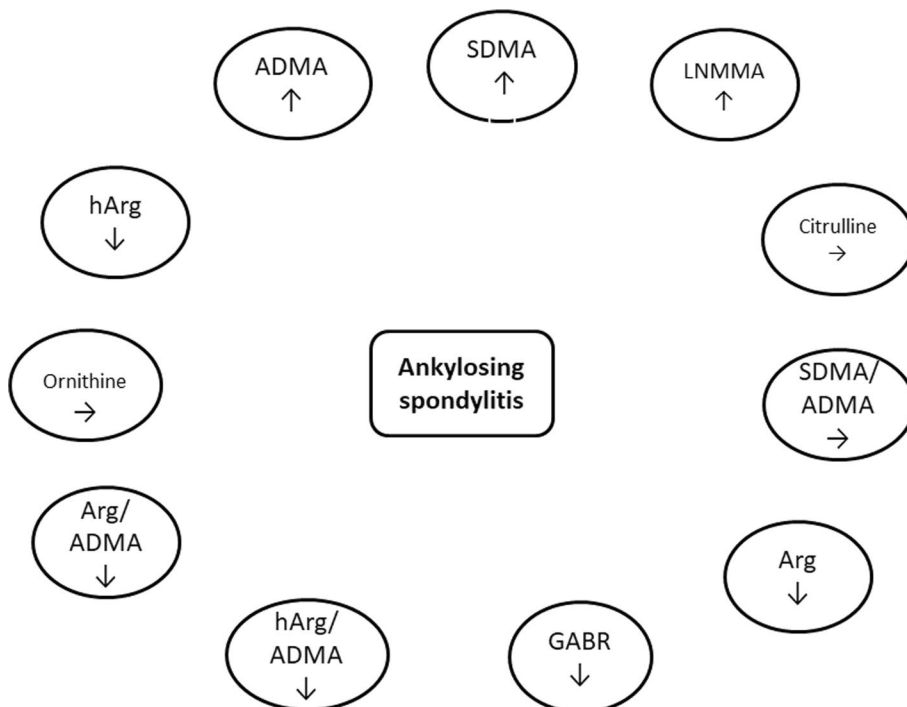 SDMA
↑
ADMA
↑
LNMMA
↑
hArg
↓
Citrulline
→
Ankylosing
spondylitis
Ornithine
→
SDMA/
ADMA
→
Arg/
ADMA
↓
Arg
↓
hArg/
ADMA
↓
GABR
↓